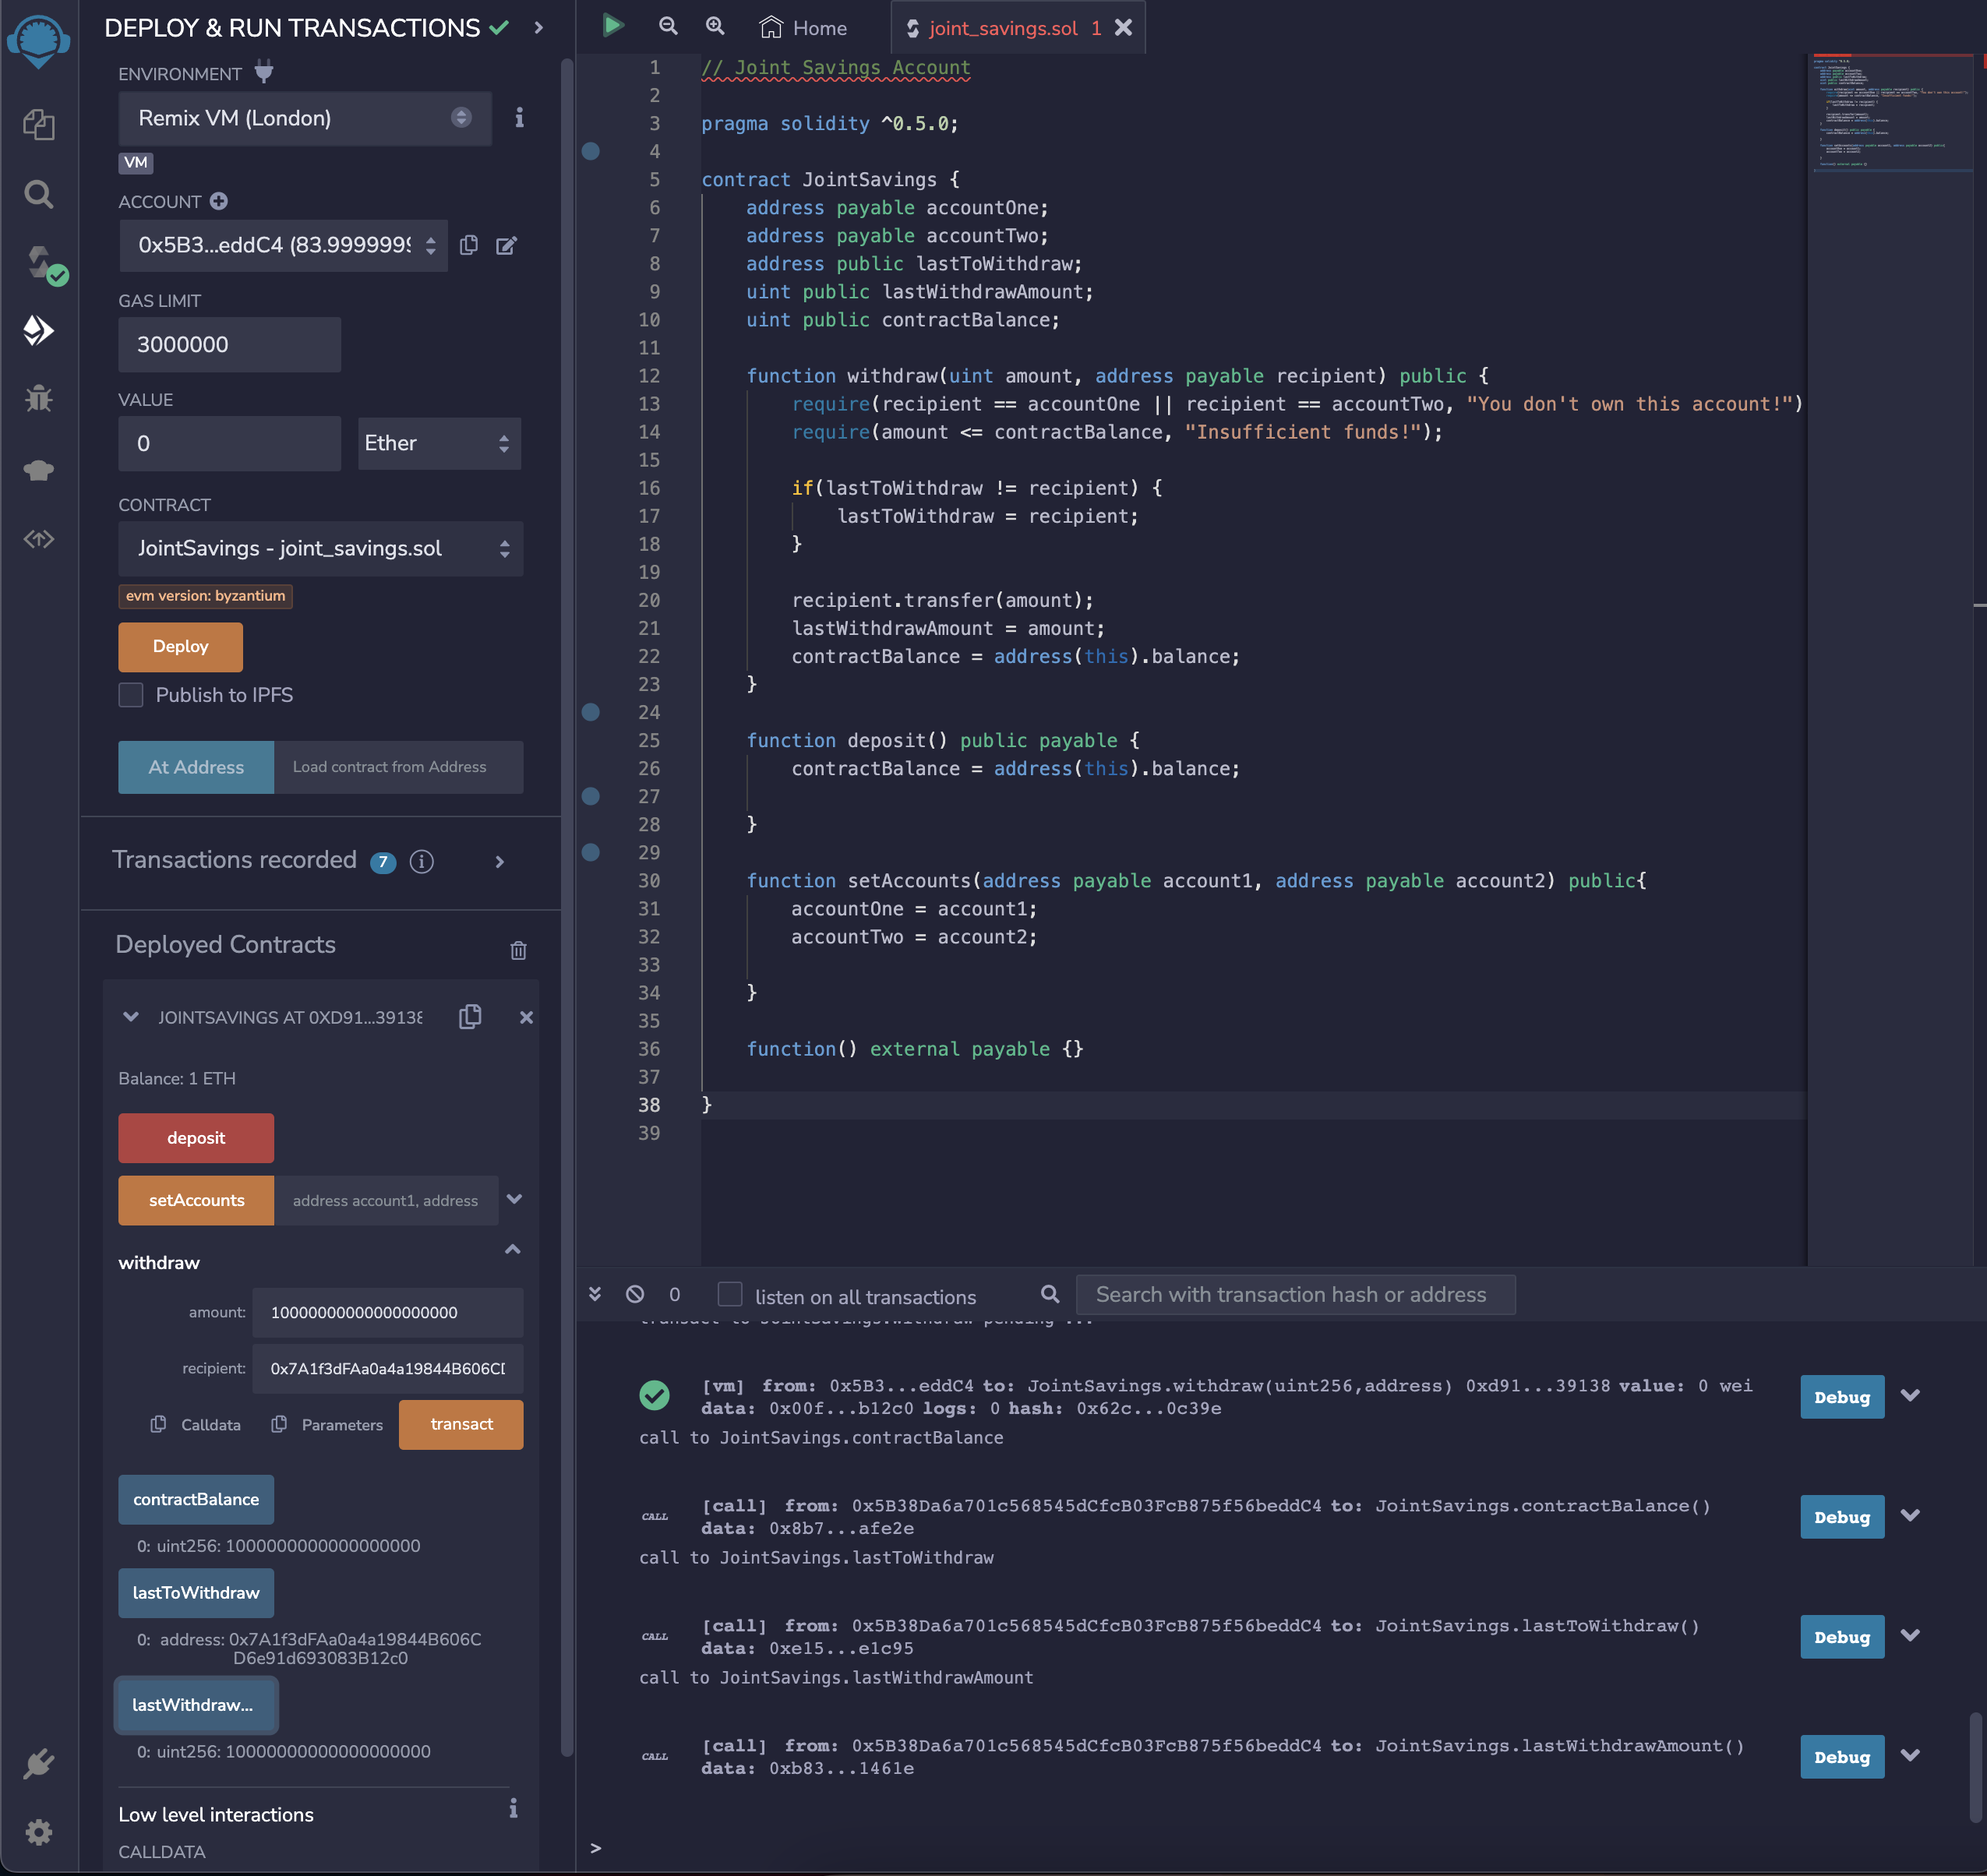 DEPLOY & RUN TRANSACTIONS
ENVIRONMENT
Remix VM (London)
VM
ACCOUNT
0x5B3...eddC4 (83.9999999
GAS LIMIT
3000000
VALUE
0
Ether
CONTRACT
JointSavings - joint_savings.sol
evm version: byzantium
Deploy
Publish to IPFS
At Address
Load contract from Address
Transactions recorded 7
Deployed Contracts
JOINTSAVINGS AT 0XD91...39138
Balance: 1 ETH
deposit
setAccounts
address account1, address
withdraw
amount:
10000000000000000000
recipient:
0x7A1f3dFAa0a4a19844B606CD
Calldata
Parameters
transact
contractBalance
0: uint256: 1000000000000000000
lastToWithdraw
0: address: 0x7A1f3dFAa0a4a19844B606C
D6e91d693083B12c0
lastWithdraw...
0: uint256: 10000000000000000000
Low level interactions
CALLDATA
Home
joint_savings.sol 1
1 // Joint Savings Account
2
3 pragma solidity ^0.5.0;
4
5 contract JointSavings {
6 address payable accountOne;
7 address payable accountTwo;
8 address public lastToWithdraw;
9 uint public lastWithdrawAmount;
10 uint public contractBalance;
11
12 function withdraw(uint amount, address payable recipient) public {
13 require(recipient == accountOne || recipient == accountTwo, "You don't own this account!")
14 require(amount <= contractBalance, "Insufficient funds!");
15
16 if(lastToWithdraw != recipient) {
17 lastToWithdraw = recipient;
18 }
19
20 recipient.transfer(amount);
21 lastWithdrawAmount = amount;
22 contractBalance = address(this).balance;
23 }
24
25 function deposit() public payable {
26 contractBalance = address(this).balance;
27
28 }
29
30 function setAccounts(address payable account1, address payable account2) public{
31 accountOne = account1;
32 accountTwo = account2;
33
34 }
35
36 function() external payable {}
37
38 }
39
0
listen on all transactions
Search with transaction hash or address
transact to JointSavings.withdraw pending ...
[vm] from: 0x5B3...eddC4 to: JointSavings.withdraw(uint256,address) 0xd91...39138 value: 0 wei
data: 0x00f...b12c0 logs: 0 hash: 0x62c...0c39e
Debug
call to JointSavings.contractBalance
CALL
[call] from: 0x5B38Da6a701c568545dCfcB03FcB875f56beddC4 to: JointSavings.contractBalance()
data: 0x8b7...afe2e
Debug
call to JointSavings.lastToWithdraw
CALL
[call] from: 0x5B38Da6a701c568545dCfcB03FcB875f56beddC4 to: JointSavings.lastToWithdraw()
data: 0xe15...e1c95
Debug
call to JointSavings.lastWithdrawAmount
CALL
[call] from: 0x5B38Da6a701c568545dCfcB03FcB875f56beddC4 to: JointSavings.lastWithdrawAmount()
data: 0xb83...1461e
Debug
>